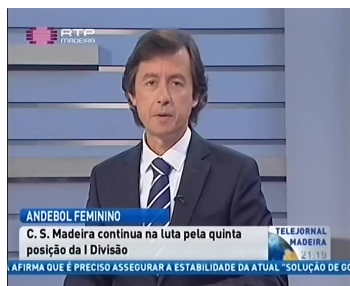 RTP
MADEIRA
ANDEBOL FEMININO
C. S. Madeira continua na luta pela quinta
posição da I Divisão
TELEJORNAL
MADEIRA
21:19
A AFIRMA QUE É PRECISO ASSEGURAR A ESTABILIDADE DA ATUAL "SOLUÇÃO DE GO